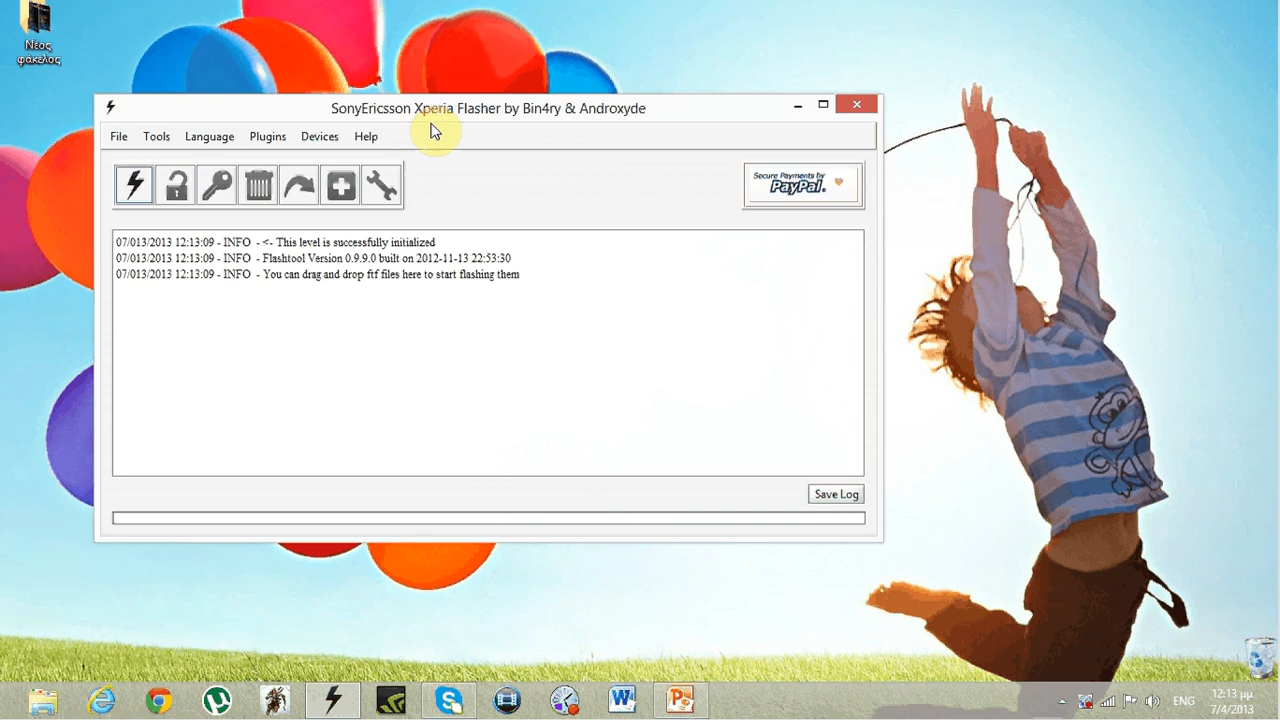 Νέος
φάκελος
SonyEricsson Xperia Flasher by Bin4ry & Androxyde
File Tools Language Plugins Devices Help
Secure Payments by
PayPal.
07/013/2013 12:13:09 - INFO - <- This level is successfully initialized
07/013/2013 12:13:09 - INFO - Flashtool Version 0.9.9.0 built on 2012-11-13 22:53:30
07/013/2013 12:13:09 - INFO - You can drag and drop ftf files here to start flashing them
Save Log
ENG
12:13 μμ
7/4/2013